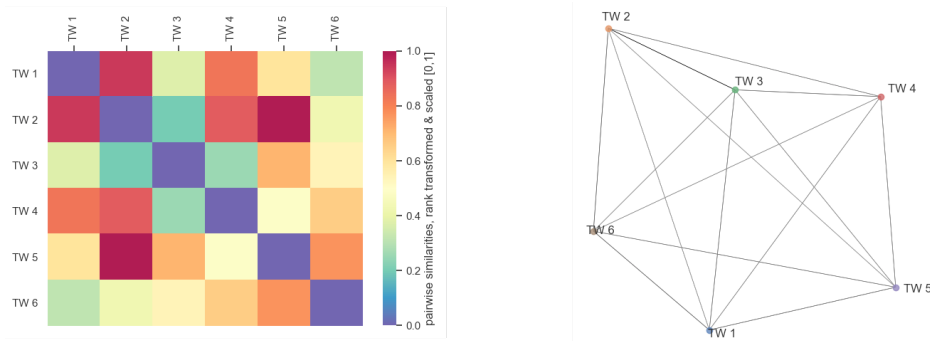 TW 1
TW 2
TW 3
TW 4
TW 5
TW 6
TW 1
TW 2
TW 3
TW 4
TW 5
TW 6
1.0
0.8
0.6
0.4
0.2
0.0
pairwise similarities, rank transformed & scaled [0,1]
TW 2
TW 3
TW 4
TW 6
TW 5
TW 1